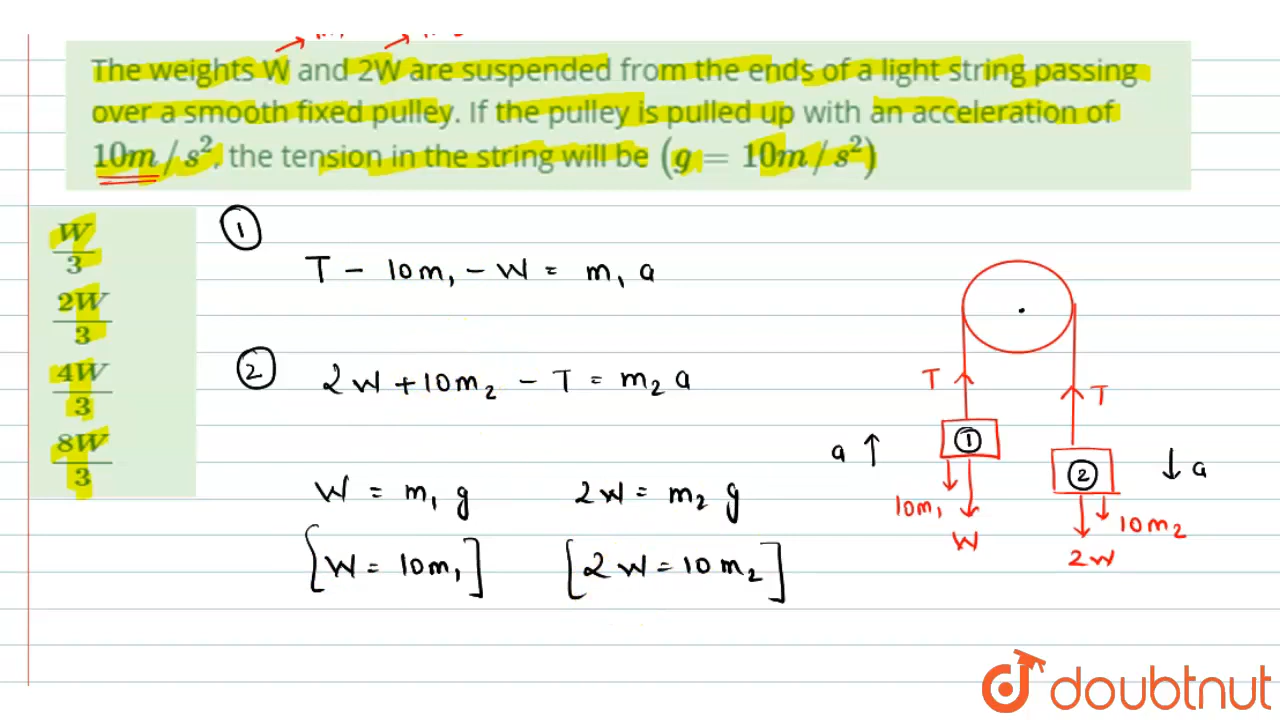 The weights W and 2W are suspended from the ends of a light string passing
over a smooth fixed pulley. If the pulley is pulled up with an acceleration of
10m/s², the tension in the string will be (g = 10m/s²)
W/3
2W/3
4W/3
8W/3
①
T - 10m₁ - W = m₁ a
②
2W + 10m₂ - T = m₂ a
W = m₁ g
2W = m₂ g
[W = 10m₁]
[2W = 10m₂]
T
T
①
②
a
a
10m₁
W
10m₂
2W
doubtnut